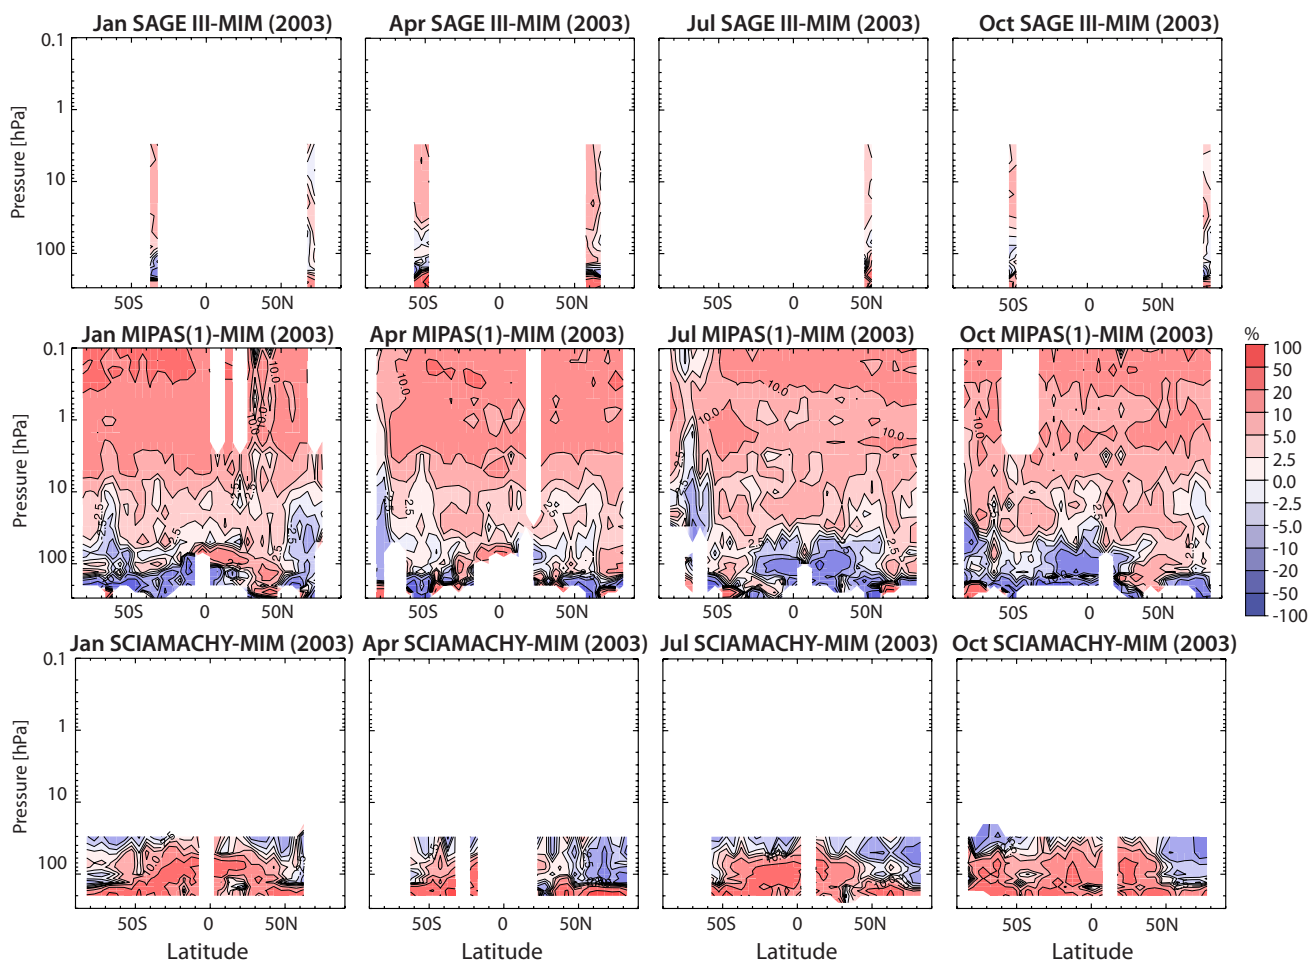 Jan SAGE III-MIM (2003) Apr SAGE III-MIM (2003) Jul SAGE III-MIM (2003) Oct SAGE III-MIM (2003)
0.1
1
10
100
Pressure [hPa]
50S 0 50N 50S 0 50N 50S 0 50N 50S 0 50N
Jan MIPAS(1)-MIM (2003) Apr MIPAS(1)-MIM (2003) Jul MIPAS(1)-MIM (2003) Oct MIPAS(1)-MIM (2003)
0.1
1
10
100
Pressure [hPa]
50S 0 50N 50S 0 50N 50S 0 50N 50S 0 50N
%
100
50
20
10
5.0
2.5
0.0
-2.5
-5.0
-10
-20
-50
-100
Jan SCIAMACHY-MIM (2003) Apr SCIAMACHY-MIM (2003) Jul SCIAMACHY-MIM (2003) Oct SCIAMACHY-MIM (2003)
0.1
1
10
100
Pressure [hPa]
50S 0 50N 50S 0 50N 50S 0 50N 50S 0 50N
Latitude Latitude Latitude Latitude